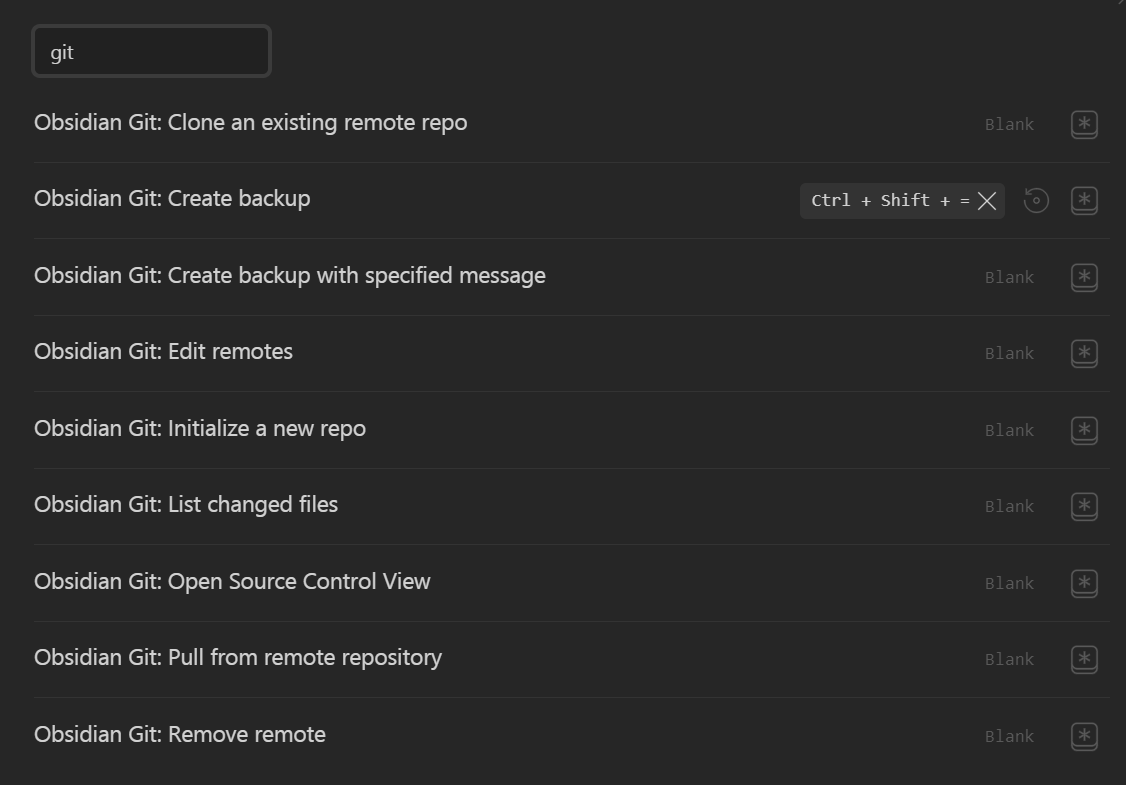 git
Obsidian Git: Clone an existing remote repo Blank
Obsidian Git: Create backup Ctrl + Shift + =
Obsidian Git: Create backup with specified message Blank
Obsidian Git: Edit remotes Blank
Obsidian Git: Initialize a new repo Blank
Obsidian Git: List changed files Blank
Obsidian Git: Open Source Control View Blank
Obsidian Git: Pull from remote repository Blank
Obsidian Git: Remove remote Blank